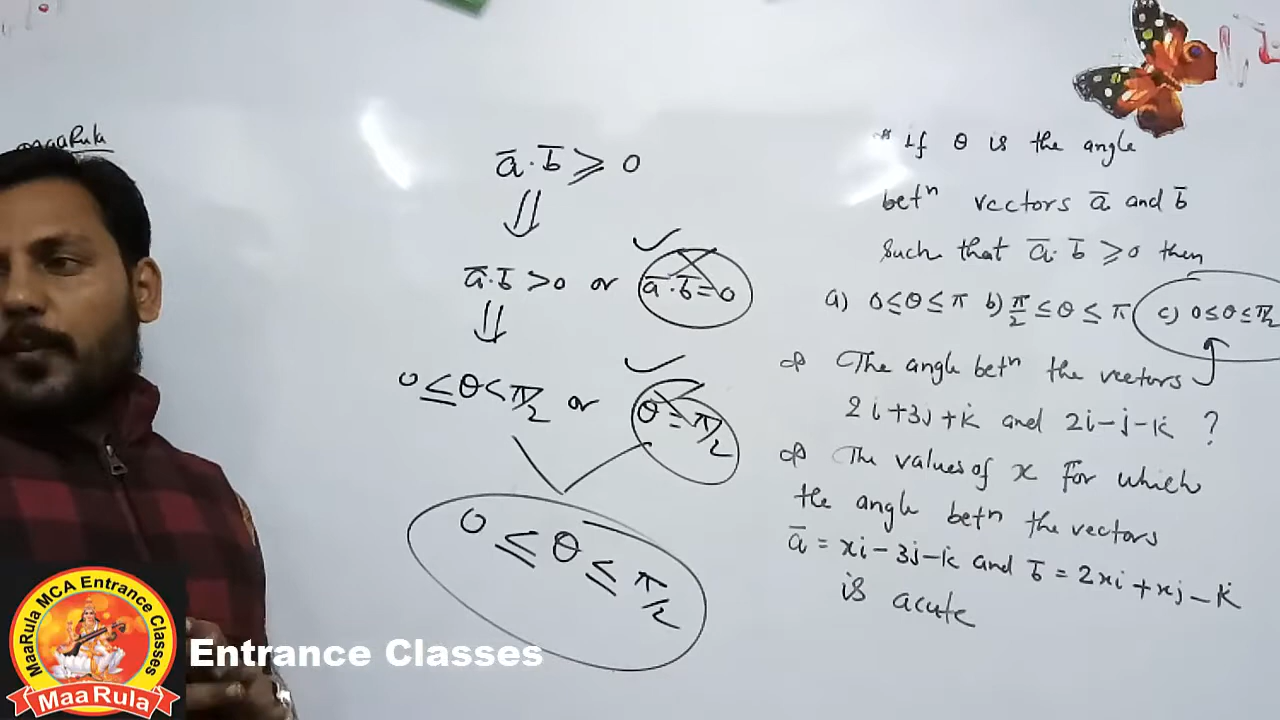 MaaRula
a̅·b̅ ⩾ 0
⇓
a̅·b̅ > 0 or a̅·b̅ = 0
⇓
0 ≤ θ < π/2 or θ = π/2
0 ≤ θ ≤ π/2
* If θ is the angle
betⁿ vectors a̅ and b̅
such that a̅·b̅ ⩾ 0 then
a) 0 ≤ θ ≤ π b) π/2 ≤ θ ≤ π c) 0 ≤ θ ≤ π/2
The angle betⁿ the vectors
2i+3j+k and 2i-j-k ?
The values of x for which
the angle betⁿ the vectors
a̅ = xi-3j-k and b̅ = 2xi+xj-k
is acute
MaaRula MCA Entrance Classes
MaaRula
Entrance Classes